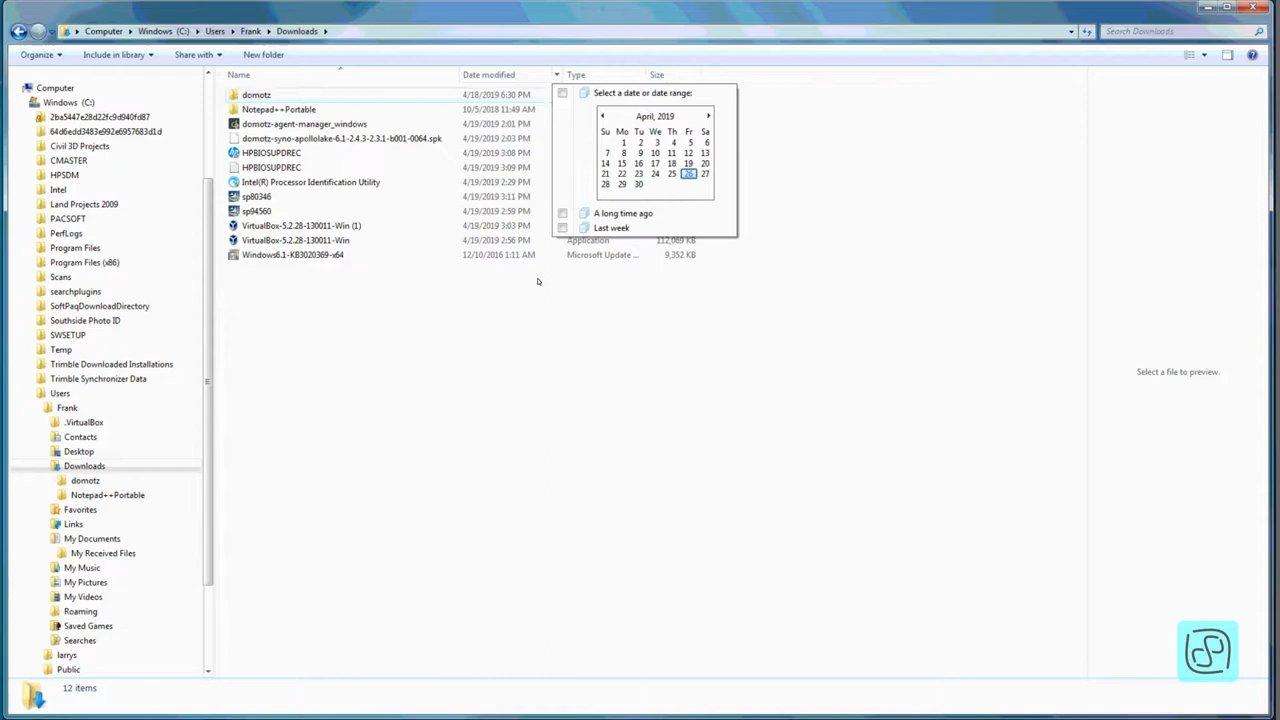 Computer Windows (C:) Users Frank Downloads Search Downloads
Organize Include in library Share with New folder
Name Date modified Type Size
Computer
Windows (C:)
2ba5447e28d2fc9d940fd87
64d6edd3483e992e6957683d1d
Civil 3D Projects
CMASTER
HPSDM
Intel
Land Projects 2009
PACSOFT
PerfLogs
Program Files
Program Files (x86)
Scans
searchplugins
SoftPaqDownloadDirectory
Southside Photo ID
SWSETUP
Temp
Trimble Downloaded Installations
Trimble Synchronizer Data
Users
Frank
.VirtualBox
Contacts
Desktop
Downloads
domotz
Notepad++Portable
Favorites
Links
My Documents
My Received Files
My Music
My Pictures
My Videos
Roaming
Saved Games
Searches
larrys
Public
domotz 4/18/2019 6:30 PM
Notepad++Portable 10/5/2018 11:49 AM
domotz-agent-manager_windows 4/19/2019 2:01 PM
domotz-syno-apollolake-6.1-2.4.3-2.3.1-b001-0064.spk 4/19/2019 2:03 PM
HPBIOSUPDREC 4/19/2019 3:08 PM
HPBIOSUPDREC 4/19/2019 3:09 PM
Intel(R) Processor Identification Utility 4/19/2019 2:29 PM
sp80346 4/19/2019 3:11 PM
sp94560 4/19/2019 2:59 PM
VirtualBox-5.2.28-130011-Win (1) 4/19/2019 3:03 PM
VirtualBox-5.2.28-130011-Win 4/19/2019 2:56 PM Application 112,069 KB
Windows6.1-KB3020369-x64 12/10/2016 1:11 AM Microsoft Update ... 9,352 KB
Select a date or date range:
April, 2019
Su Mo Tu We Th Fr Sa
1 2 3 4 5 6
7 8 9 10 11 12 13
14 15 16 17 18 19 20
21 22 23 24 25 26 27
28 29 30
A long time ago
Last week
Select a file to preview.
12 items